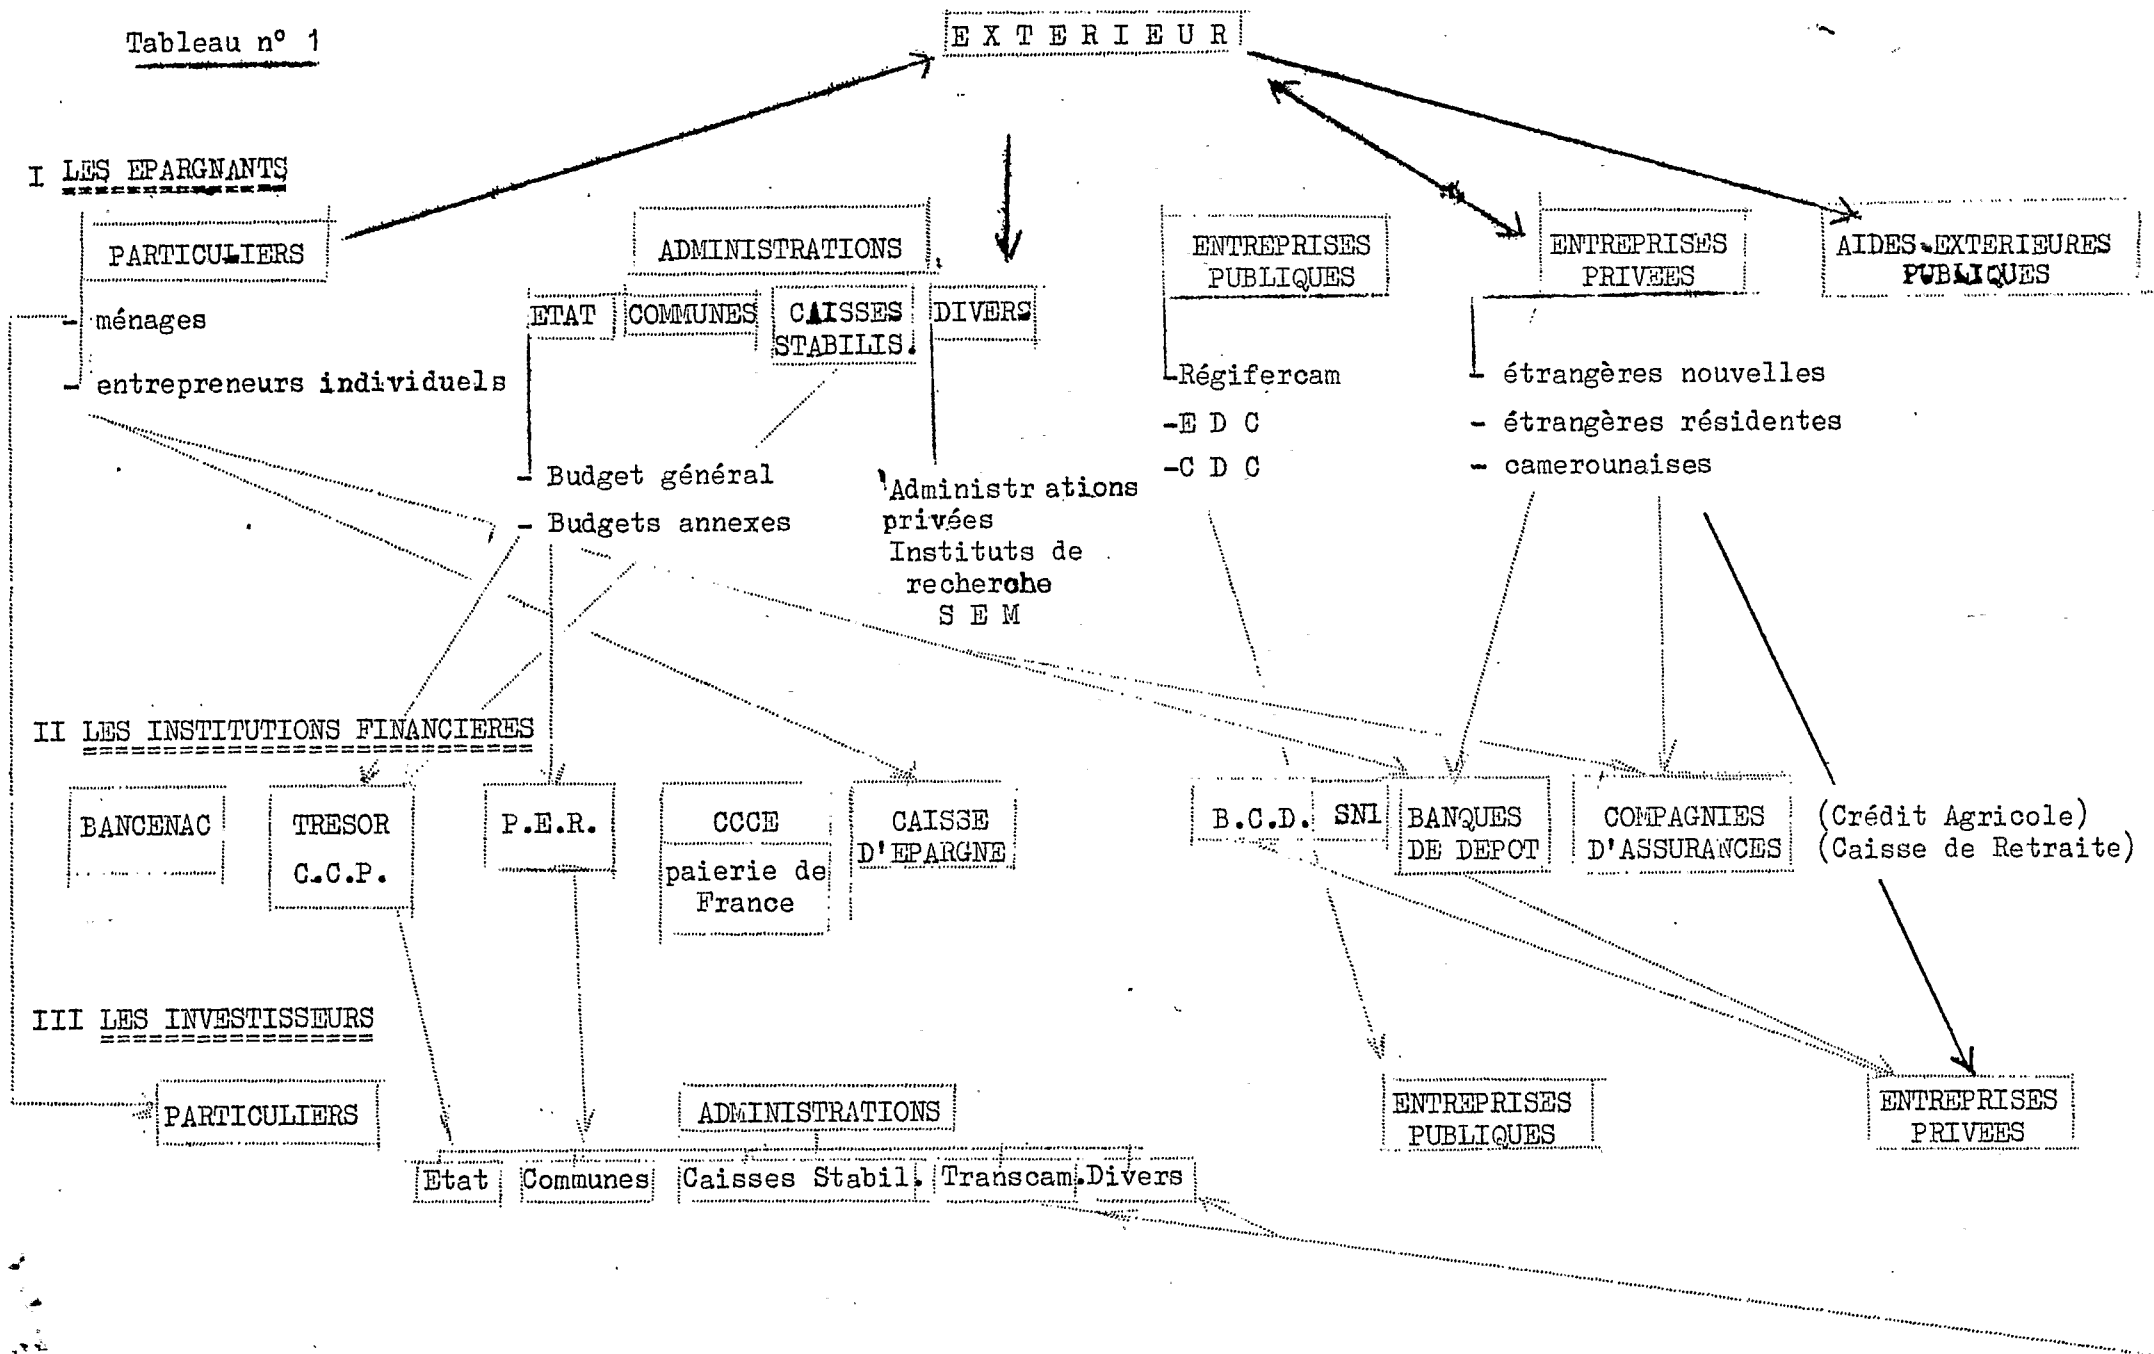 Tableau n° 1
E X T E R I E U R
I LES EPARGNANTS
PARTICULIERS
- ménages
- entrepreneurs individuels
ADMINISTRATIONS
ETAT
COMMUNES
CAISSES
STABILIS.
DIVERS
- Budget général
- Budgets annexes
Administrations
privées
Instituts de
recherche
S E M
ENTREPRISES
PUBLIQUES
-Régifercam
-E D C
-C D C
ENTREPRISES
PRIVEES
- étrangères nouvelles
- étrangères résidentes
- camerounaises
AIDES EXTERIEURES
PUBLIQUES
II LES INSTITUTIONS FINANCIERES
BANCENAC
TRESOR
C.C.P.
P.E.R.
CCCE
paierie de
France
CAISSE
D'EPARGNE
B.C.D.
SNI
BANQUES
DE DEPOT
COMPAGNIES
D'ASSURANCES
(Crédit Agricole)
(Caisse de Retraite)
III LES INVESTISSEURS
PARTICULIERS
ADMINISTRATIONS
Etat
Communes
Caisses Stabil.
Transcam.
Divers
ENTREPRISES
PUBLIQUES
ENTREPRISES
PRIVEES